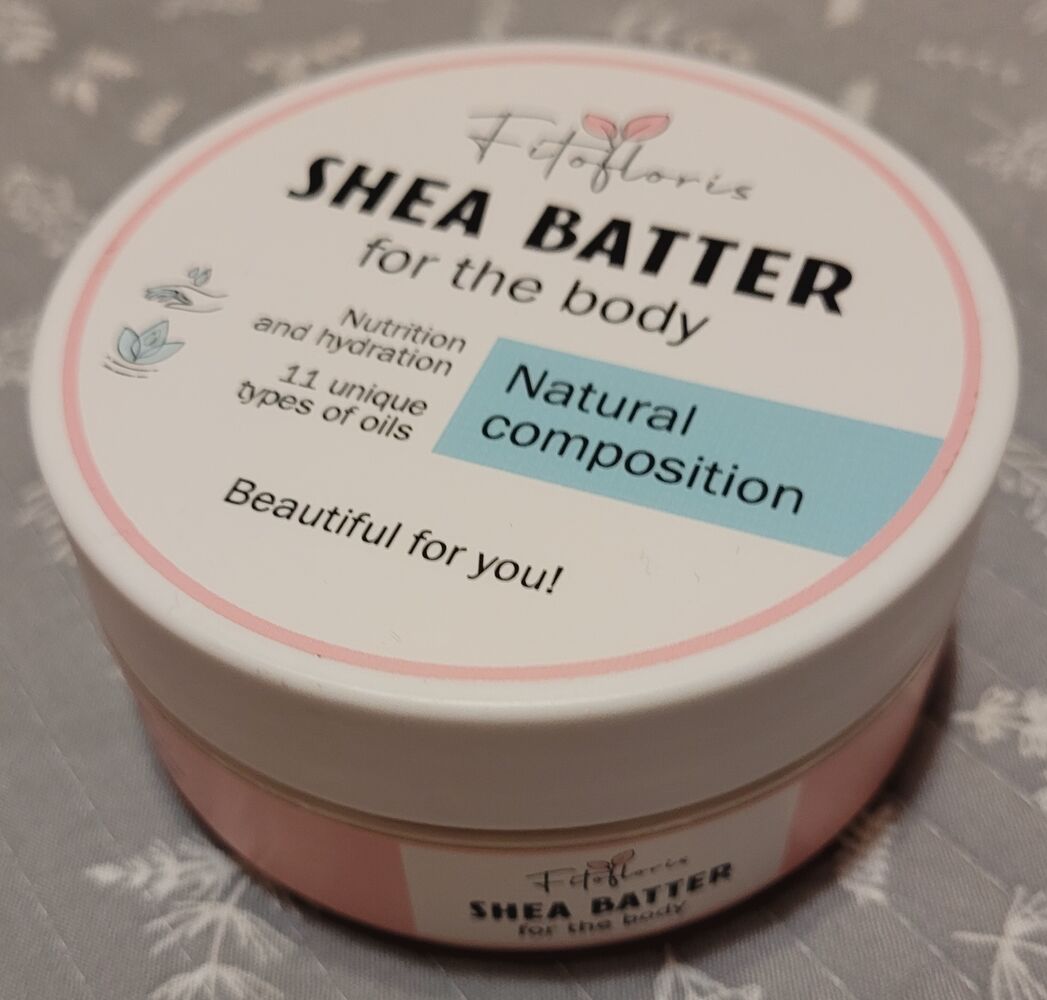 Fitofloris
SHEA BATTER
for the body
Nutrition
and hydration
11 unique
types of oils
Natural
composition
Beautiful for you!
Fitofloris
SHEA BATTER
for the body